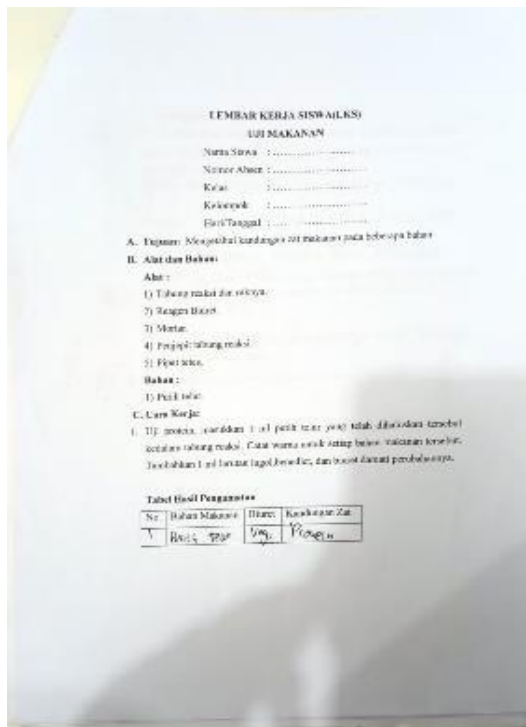 LEMBAR KERJA SISWA(LKS)
UJI MAKANAN
Nama Siswa : ........................
Nomor Absen : ........................
Kelas : ........................
Kelompok : ........................
Hari/Tanggal : ........................
A. Tujuan: Mengetahui kandungan zat makanan pada beberapa bahan
B. Alat dan Bahan:
Alat :
1) Tabung reaksi dan raknya.
2) Reagen Biuret.
3) Mortar.
4) Penjepit tabung reaksi
5) Pipet tetes.
Bahan :
1) Putih telur
C. Cara Kerja:
1. Uji protein, masukkan 1 ml putih telur yang telah dihaluskan tersebut
kedalam tabung reaksi. Catat warna untuk setiap bahan makanan tersebut.
Tambahkan 1 ml larutan lugol, benedict, dan biuret diamati perubahannya.
Tabel Hasil Pengamatan
No Bahan Makanan Biuret Kandungan Zat
1 Putih telur Ungu Protein